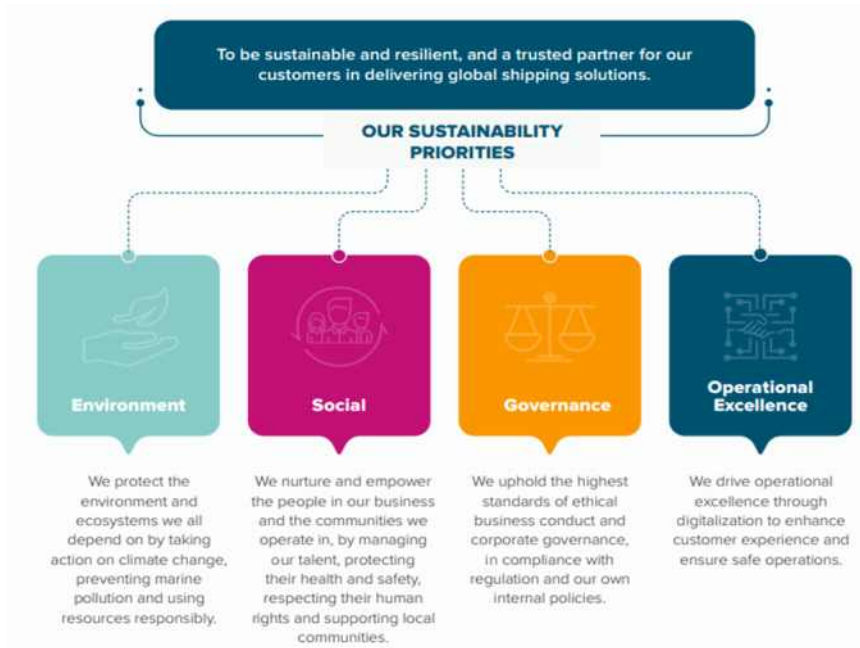 To be sustainable and resilient, and a trusted partner for our
customers in delivering global shipping solutions.
OUR SUSTAINABILITY
PRIORITIES
Environment
We protect the
environment and
ecosystems we all
depend on by taking
action on climate change,
preventing marine
pollution and using
resources responsibly.
Social
We nurture and empower
the people in our business
and the communities we
operate in, by managing
our talent, protecting
their health and safety,
respecting their human
rights and supporting local
communities.
Governance
We uphold the highest
standards of ethical
business conduct and
corporate governance,
in compliance with
regulation and our own
internal policies.
Operational
Excellence
We drive operational
excellence through
digitalization to enhance
customer experience and
ensure safe operations.